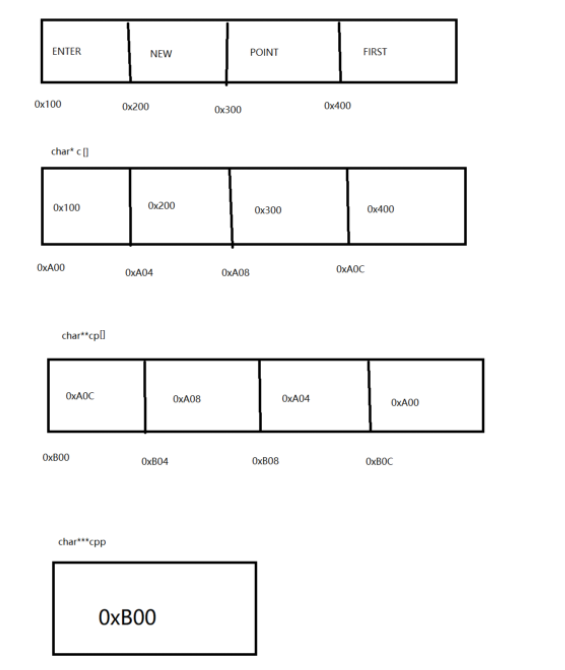 ENTER NEW POINT FIRST
0x100 0x200 0x300 0x400
char* c []
0x100 0x200 0x300 0x400
0xA00 0xA04 0xA08 0xA0C
char**cp[]
0xA0C 0xA08 0xA04 0xA00
0xB00 0xB04 0xB08 0xB0C
char***cpp
0xB00